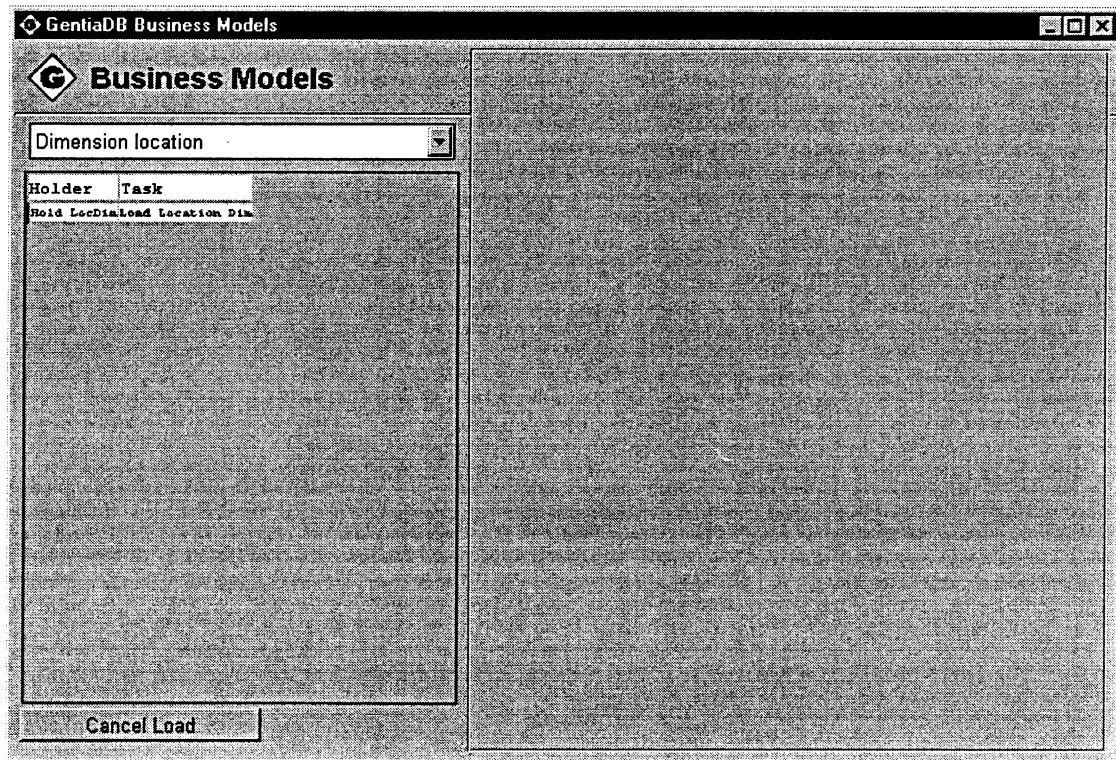 GentiaDB Business Models
G Business Models
Dimension location
Holder Task
Hold LocDim Load Location Dim
Cancel Load